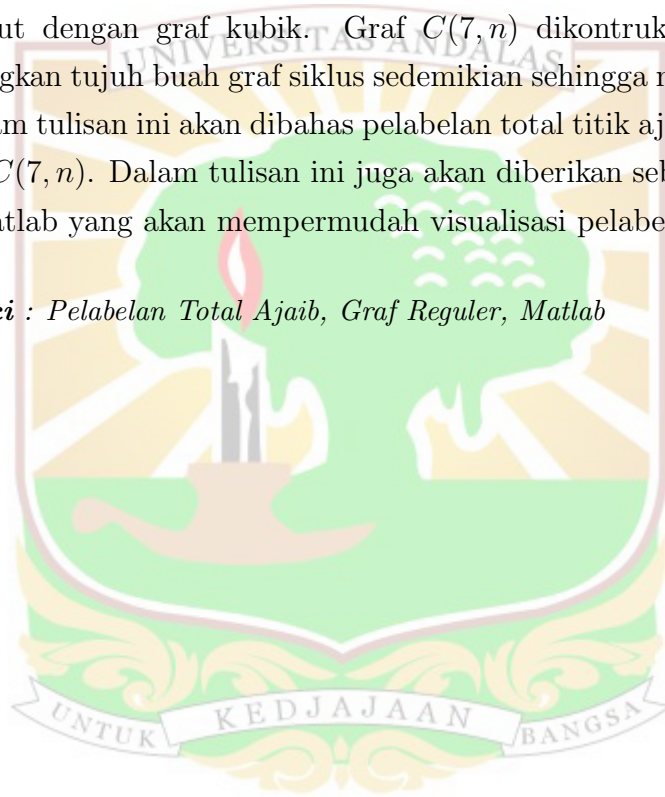 ut dengan graf kubik. Graf C(7, n) dikontruk
gkan tujuh buah graf siklus sedemikian sehingga
m tulisan ini akan dibahas pelabelan total titik aj
C(7, n). Dalam tulisan ini juga akan diberikan seb
atlab yang akan mempermudah visualisasi pelabe
ci : Pelabelan Total Ajaib, Graf Reguler, Matlab
UNIVERSITAS ANDALAS
UNTUK KEDJAJAAN BANGSA